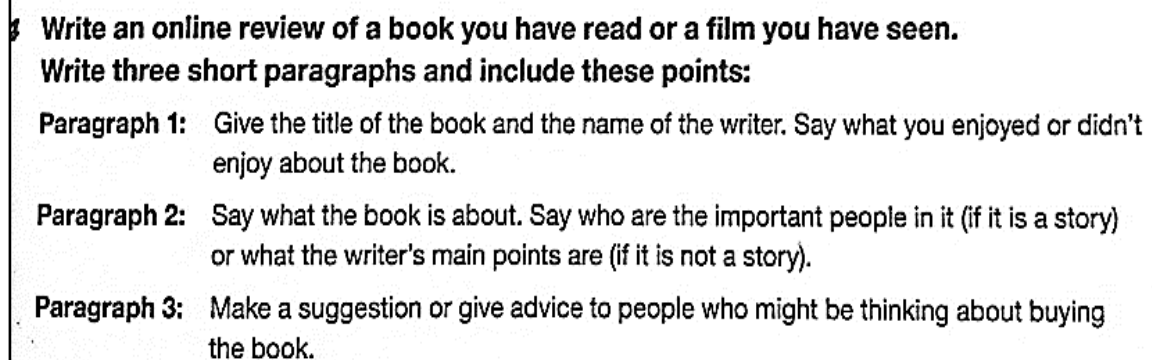 Write an online review of a book you have read or a film you have seen.
Write three short paragraphs and include these points:
Paragraph 1: Give the title of the book and the name of the writer. Say what you enjoyed or didn't
enjoy about the book.
Paragraph 2: Say what the book is about. Say who are the important people in it (if it is a story)
or what the writer's main points are (if it is not a story).
Paragraph 3: Make a suggestion or give advice to people who might be thinking about buying
the book.